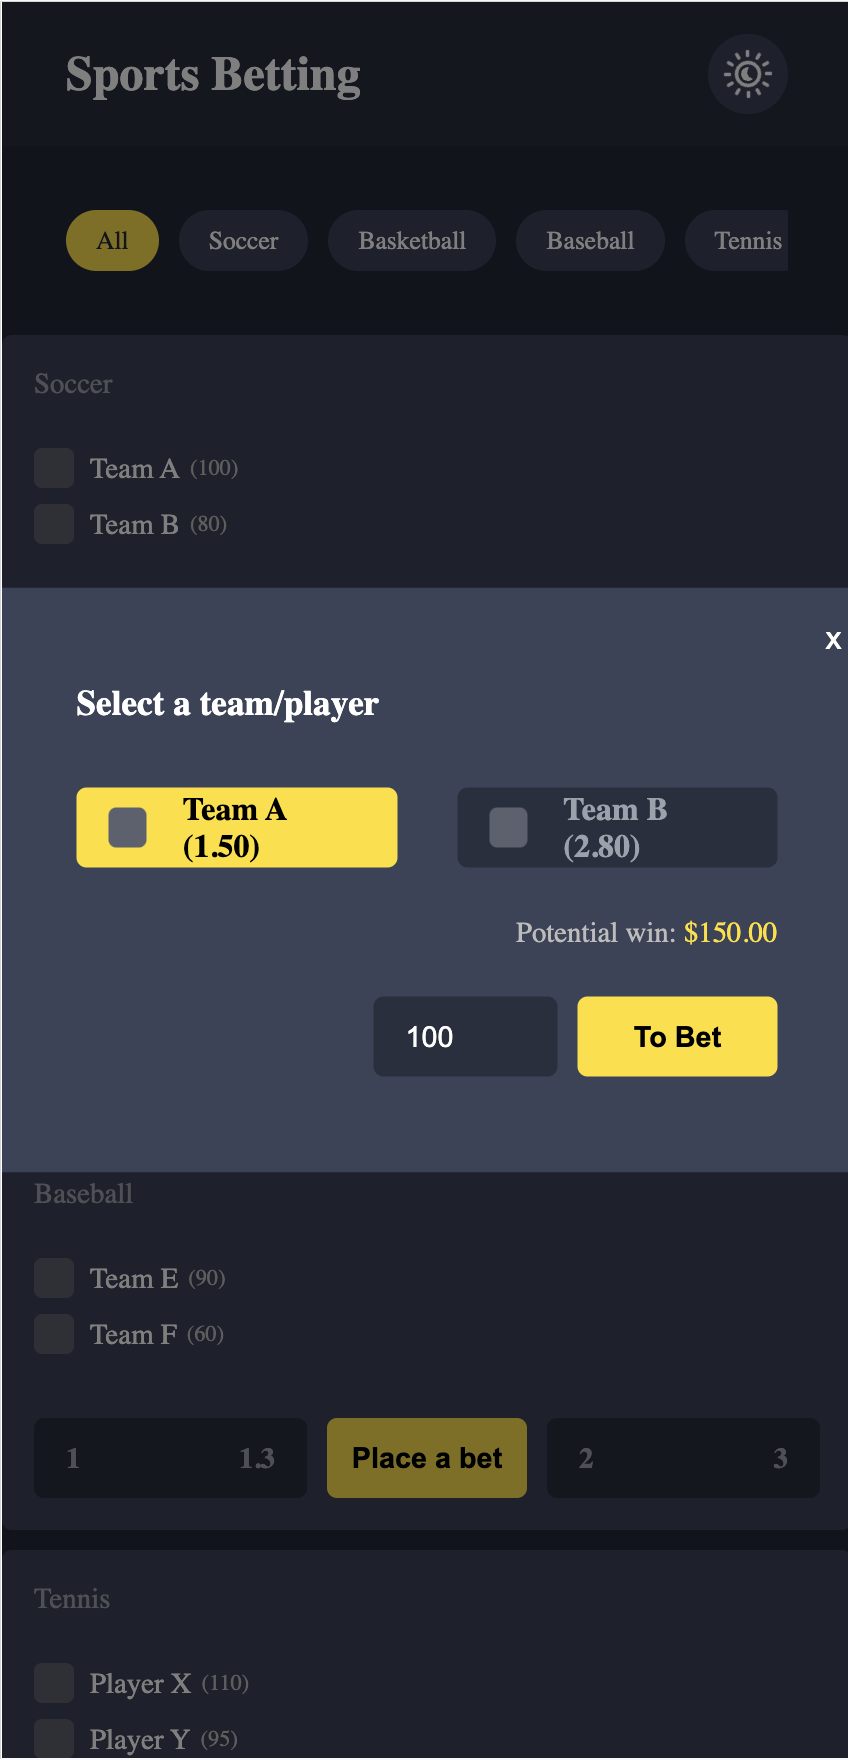 Sports Betting
All Soccer Basketball Baseball Tennis
Soccer
Team A (100)
Team B (80)
x
Select a team/player
Team A
(1.50)
Team B
(2.80)
Potential win: $150.00
100 To Bet
Baseball
Team E (90)
Team F (60)
1 1.3 Place a bet 2 3
Tennis
Player X (110)
Player Y (95)